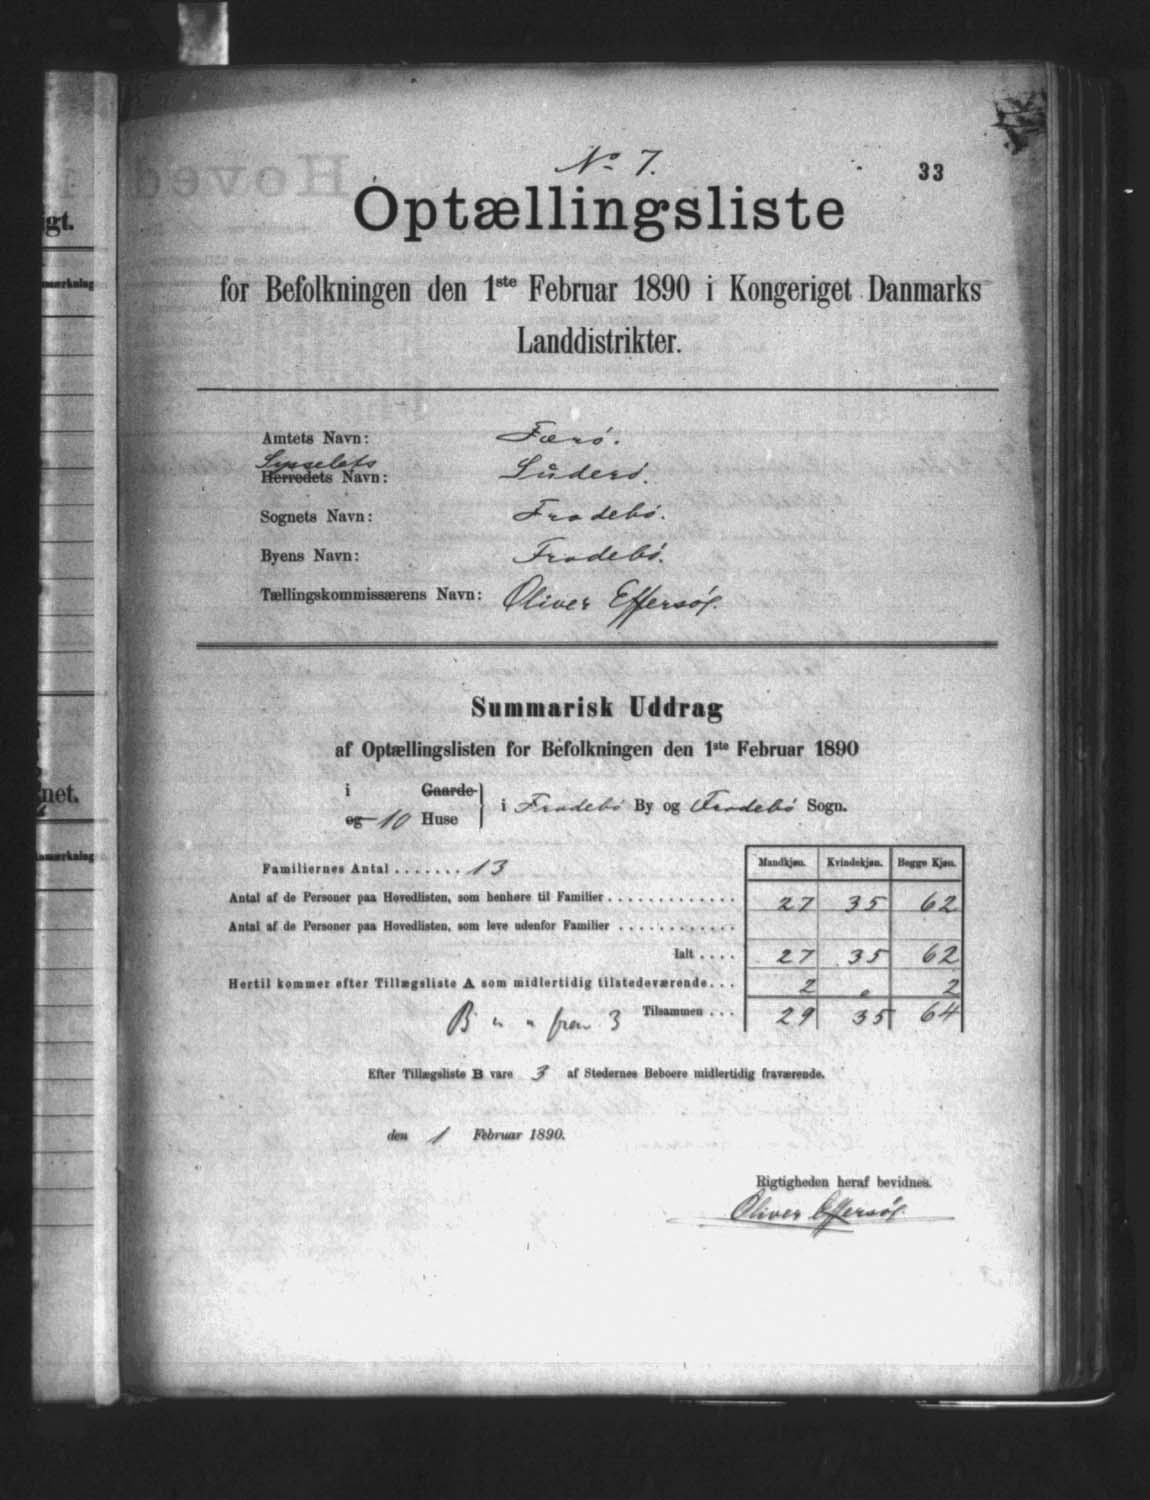 No 7.
33
Optællingsliste
for Befolkningen den 1ste Februar 1890 i Kongeriget Danmarks
Landdistrikter.
Amtets Navn: Færø.
Sysselets
Herredets Navn: Süderø.
Sognets Navn: Frodebø.
Byens Navn: Frodebø.
Tællingskommissærens Navn: Oliver Effersøe.
Summarisk Uddrag
af Optællingslisten for Befolkningen den 1ste Februar 1890
i Gaarde
og 10 Huse
i Frodebø By og Frodebø Sogn.
Mandkjøn. Kvindekjøn. Begge Kjøn.
Familiernes Antal ....... 13
Antal af de Personer paa Hovedlisten, som henhøre til Familier ............. 27 35 62
Antal af de Personer paa Hovedlisten, som leve udenfor Familier ............
Ialt .... 27 35 62
Hertil kommer efter Tillægsliste A som midlertidig tilstedeværende... 2 2
B " " frav 3 Tilsammen ... 29 35 64
Efter Tillægsliste B vare 3 af Stedernes Beboere midlertidig fraværende.
den 1 Februar 1890.
Rigtigheden heraf bevidnes.
Oliver Effersøe.
gt.
net.